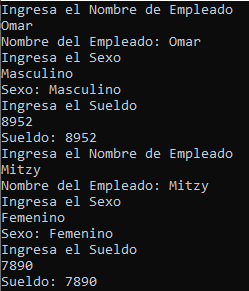 Ingresa el Nombre de Empleado
Omar
Nombre del Empleado: Omar
Ingresa el Sexo
Masculino
Sexo: Masculino
Ingresa el Sueldo
8952
Sueldo: 8952
Ingresa el Nombre de Empleado
Mitzy
Nombre del Empleado: Mitzy
Ingresa el Sexo
Femenino
Sexo: Femenino
Ingresa el Sueldo
7890
Sueldo: 7890